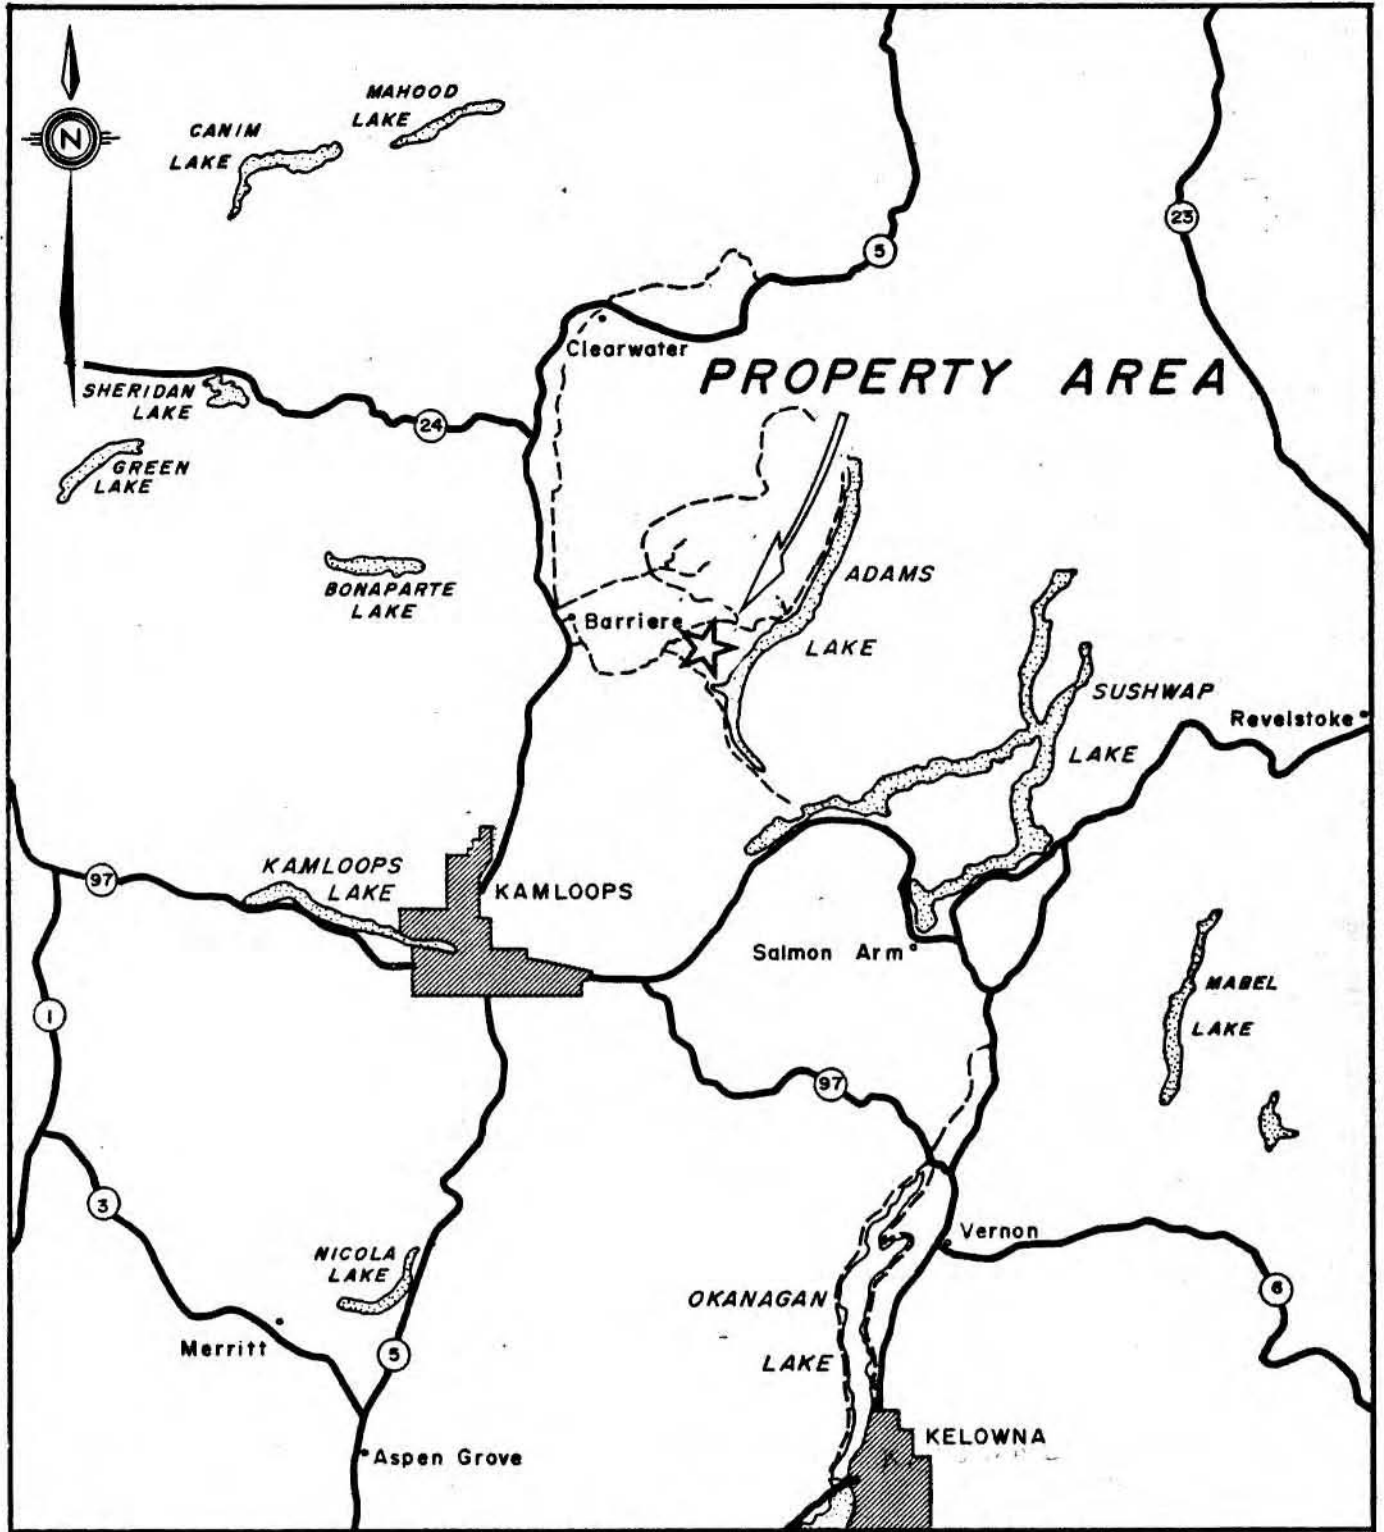 MAHOOD
LAKE
CANIM
LAKE
N
23
5
Clearwater
PROPERTY AREA
SHERIDAN
LAKE
24
GREEN
LAKE
BONAPARTE
LAKE
ADAMS
LAKE
Barriere
SUSHWAP
LAKE
Revelstoke
97
KAMLOOPS
LAKE
KAMLOOPS
Salmon Arm
MABEL
LAKE
1
97
3
Vernon
NICOLA
LAKE
6
OKANAGAN
LAKE
Merritt
5
KELOWNA
Aspen Grove